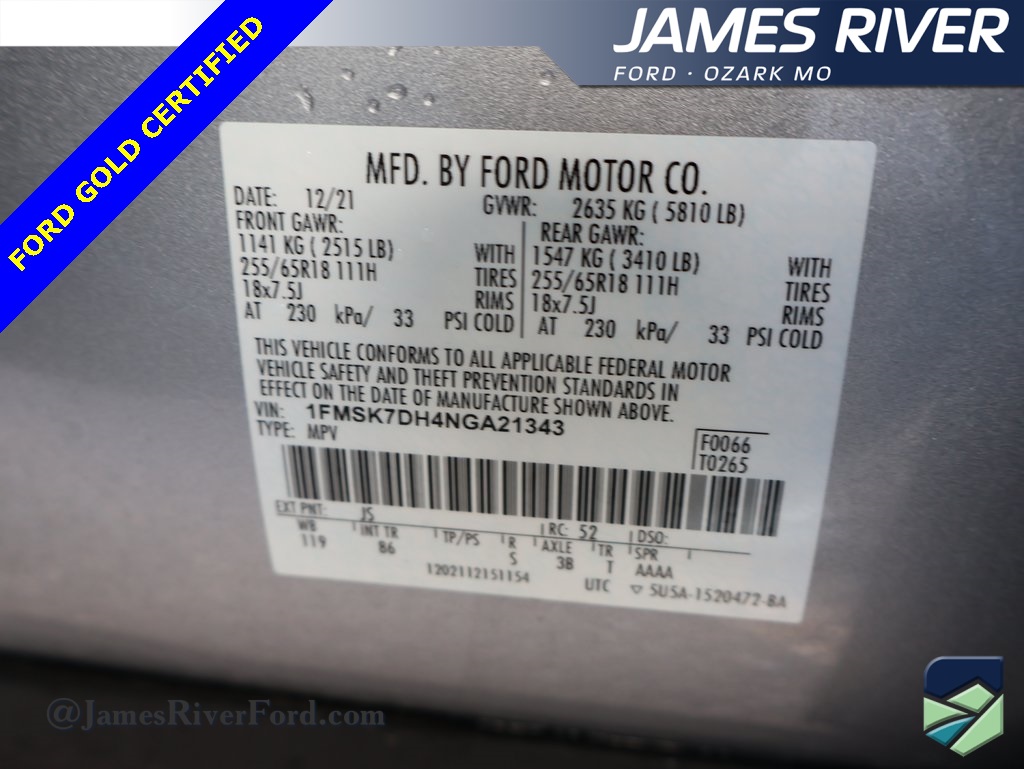 JAMES RIVER
FORD · OZARK MO
FORD GOLD CERTIFIED
MFD. BY FORD MOTOR CO.
DATE: 12/21 GVWR: 2635 KG ( 5810 LB)
FRONT GAWR: REAR GAWR:
1141 KG ( 2515 LB) WITH 1547 KG ( 3410 LB) WITH
255/65R18 111H TIRES 255/65R18 111H TIRES
18x7.5J RIMS 18x7.5J RIMS
AT 230 kPa/ 33 PSI COLD AT 230 kPa/ 33 PSI COLD
THIS VEHICLE CONFORMS TO ALL APPLICABLE FEDERAL MOTOR
VEHICLE SAFETY AND THEFT PREVENTION STANDARDS IN
EFFECT ON THE DATE OF MANUFACTURE SHOWN ABOVE.
VIN: 1FMSK7DH4NGA21343
TYPE: MPV
F0066
T0265
EXT PNT: JS RC: 52 DSO:
WB INT TR TP/PS R AXLE TR SPR
119 86 S 3B T AAAA
1202112151154 UTC ▽ SU5A-1520472-BA
@JamesRiverFord.com